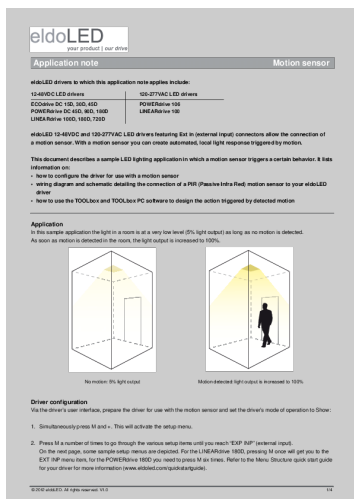 eldoLED
your product | our drive
Application note Motion sensor
eldoLED drivers to which this application note applies include:
12-48VDC LED drivers 120-277VAC LED drivers
ECOdrive DC 15D, 30D, 45D POWERdrive 106
POWERdrive DC 45D, 90D, 180D LINEARdrive 180
LINEARdrive 100D, 180D, 720D
eldoLED 12-48VDC and 120-277VAC LED drivers featuring Ext in (external input) connectors allow the connection of
a motion sensor. With a motion sensor you can create automated, local light response triggered by motion.
This document describes a sample LED lighting application in which a motion sensor triggers a certain behavior. It lists
information on:
• how to configure the driver for use with a motion sensor
• wiring diagram and schematic detailing the connection of a PIR (Passive Infra Red) motion sensor to your eldoLED
driver
• how to use the TOOLbox and TOOLbox PC software to design the action triggered by detected motion
Application
In this sample application the light in a room is at a very low level (5% light output) as long as no motion is detected.
As soon as motion is detected in the room, the light output is increased to 100%.
No motion: 5% light output
Motion detected: light output is increased to 100%
Driver configuration
Via the driver's user interface, prepare the driver for use with the motion sensor and set the driver's mode of operation to Show:
1. Simultaneously press M and +. This will activate the setup menu.
2. Press M a number of times to go through the various setup items until you reach "EXP INP" (external input).
On the next page, some sample setup menus are depicted. For the LINEARdrive 180D, pressing M once will get you to the
EXT INP menu item, for the POWERdrive 180D you need to press M six times. Refer to the Menu Structure quick start guide
for your driver for more information (www.eldoled.com/quickstartguide).
© 2010 eldoLED. All rights reserved. V1.0 1/4